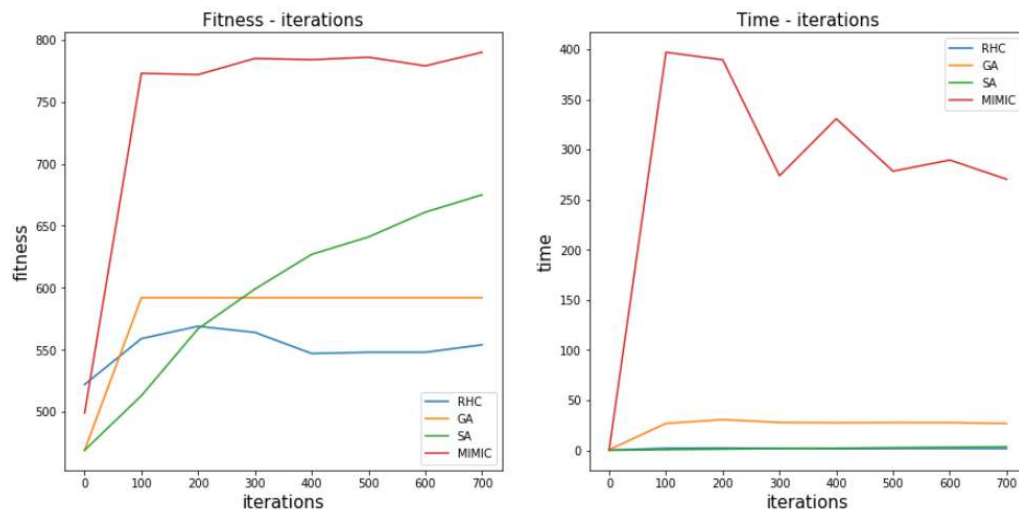 Fitness - iterations
800
750
700
650
600
550
500
fitness
0 100 200 300 400 500 600 700
iterations
RHC
GA
SA
MIMIC
Time - iterations
400
350
300
250
200
150
100
50
0
time
0 100 200 300 400 500 600 700
iterations
RHC
GA
SA
MIMIC